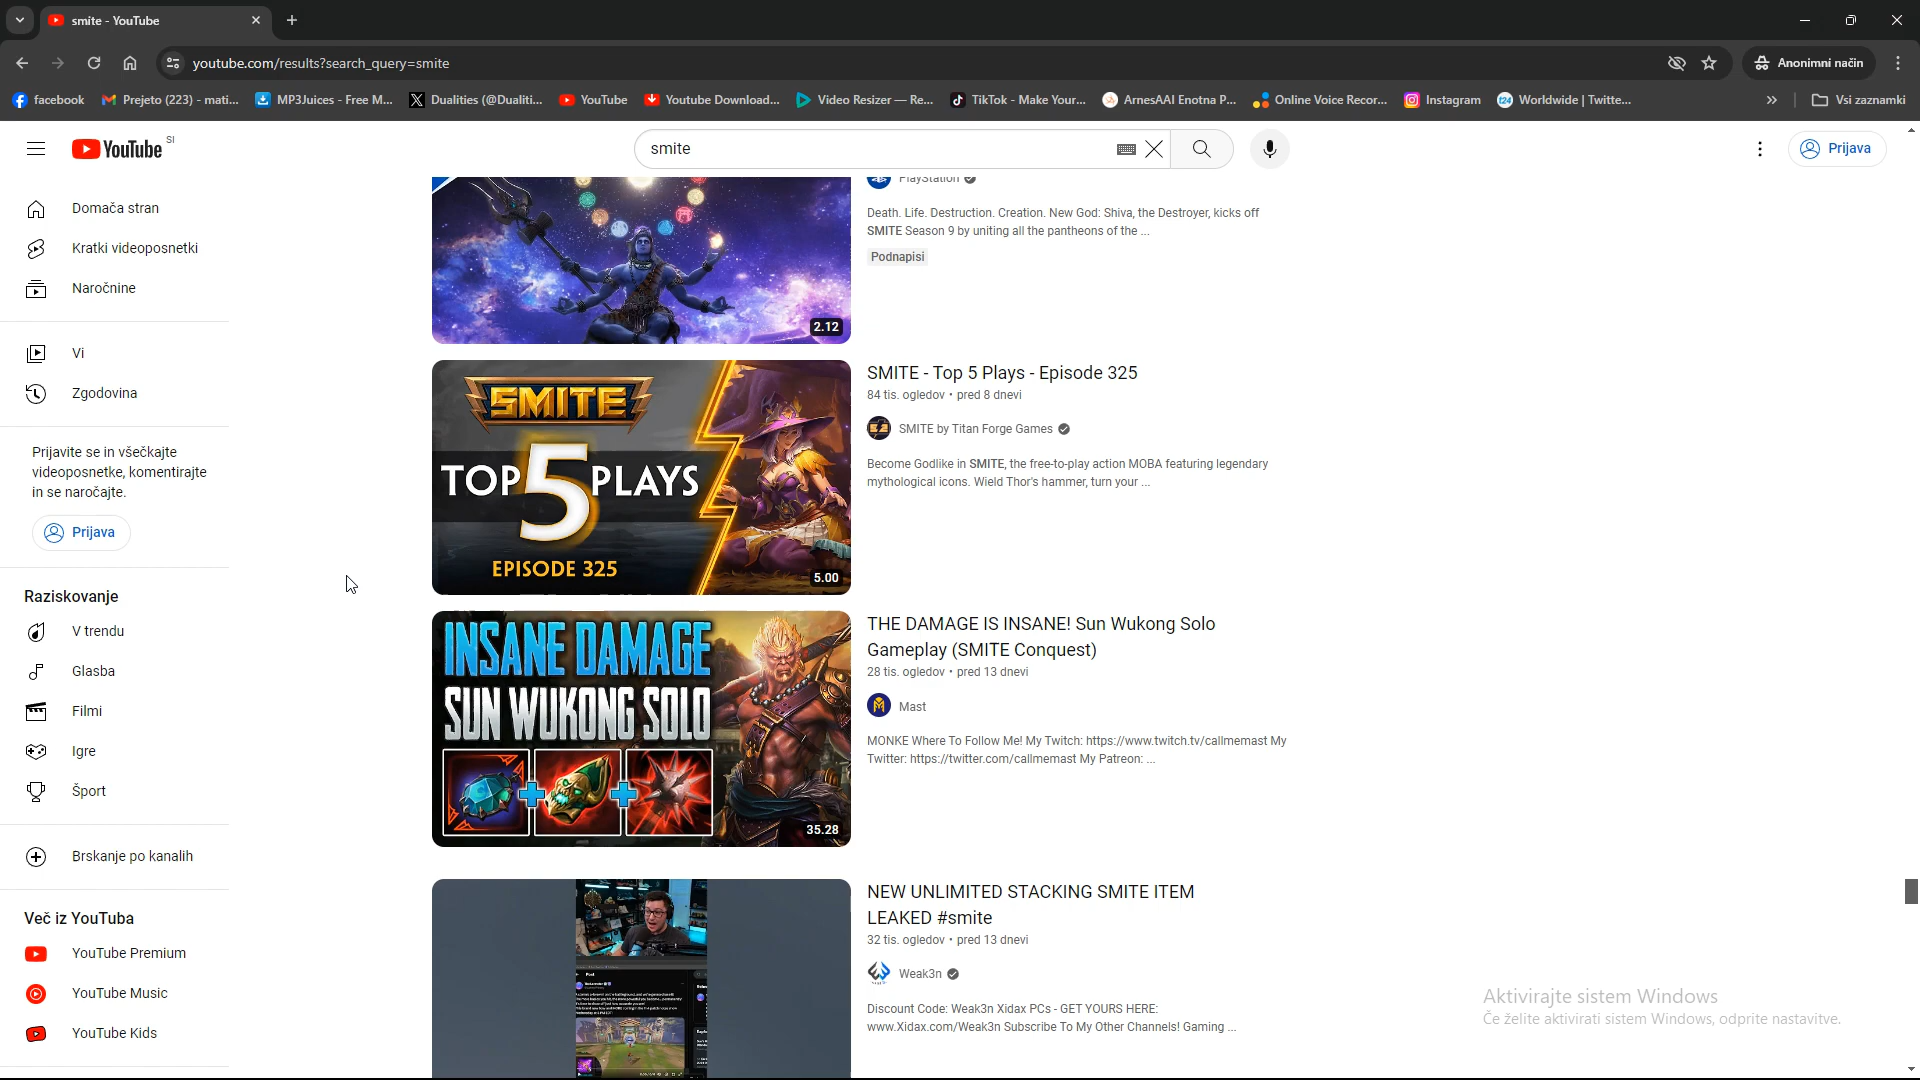 smite - YouTube
youtube.com/results?search_query=smite
Anonimni način
facebook
Prejeto (223) - mati...
MP3Juices - Free M...
Dualities (@Dualiti...
YouTube
Youtube Download...
Video Resizer — Re...
TikTok - Make Your...
ArnesAAI Enotna P...
Online Voice Recor...
Instagram
Worldwide | Twitte...
Vsi zaznamki
YouTube SI
smite
Prijava
Domača stran
Kratki videoposnetki
Naročnine
Vi
Zgodovina
Prijavite se in všečkajte
videoposnetke, komentirajte
in se naročajte.
Prijava
Raziskovanje
V trendu
Glasba
Filmi
Igre
Šport
Brskanje po kanalih
Več iz YouTuba
YouTube Premium
YouTube Music
YouTube Kids
2.12
PlayStation
Death. Life. Destruction. Creation. New God: Shiva, the Destroyer, kicks off
SMITE Season 9 by uniting all the pantheons of the ...
Podnapisi
SMITE
TOP 5 PLAYS
EPISODE 325
5.00
SMITE - Top 5 Plays - Episode 325
84 tis. ogledov • pred 8 dnevi
SMITE by Titan Forge Games
Become Godlike in SMITE, the free-to-play action MOBA featuring legendary
mythological icons. Wield Thor's hammer, turn your ...
INSANE DAMAGE
SUN WUKONG SOLO
35.28
THE DAMAGE IS INSANE! Sun Wukong Solo
Gameplay (SMITE Conquest)
28 tis. ogledov • pred 13 dnevi
Mast
MONKE Where To Follow Me! My Twitch: https://www.twitch.tv/callmemast My
Twitter: https://twitter.com/callmemast My Patreon: ...
Post
NEW UNLIMITED STACKING SMITE ITEM
LEAKED #smite
32 tis. ogledov • pred 13 dnevi
Weak3n
Discount Code: Weak3n Xidax PCs - GET YOURS HERE:
www.Xidax.com/Weak3n Subscribe To My Other Channels! Gaming ...
Aktivirajte sistem Windows
Če želite aktivirati sistem Windows, odprite nastavitve.